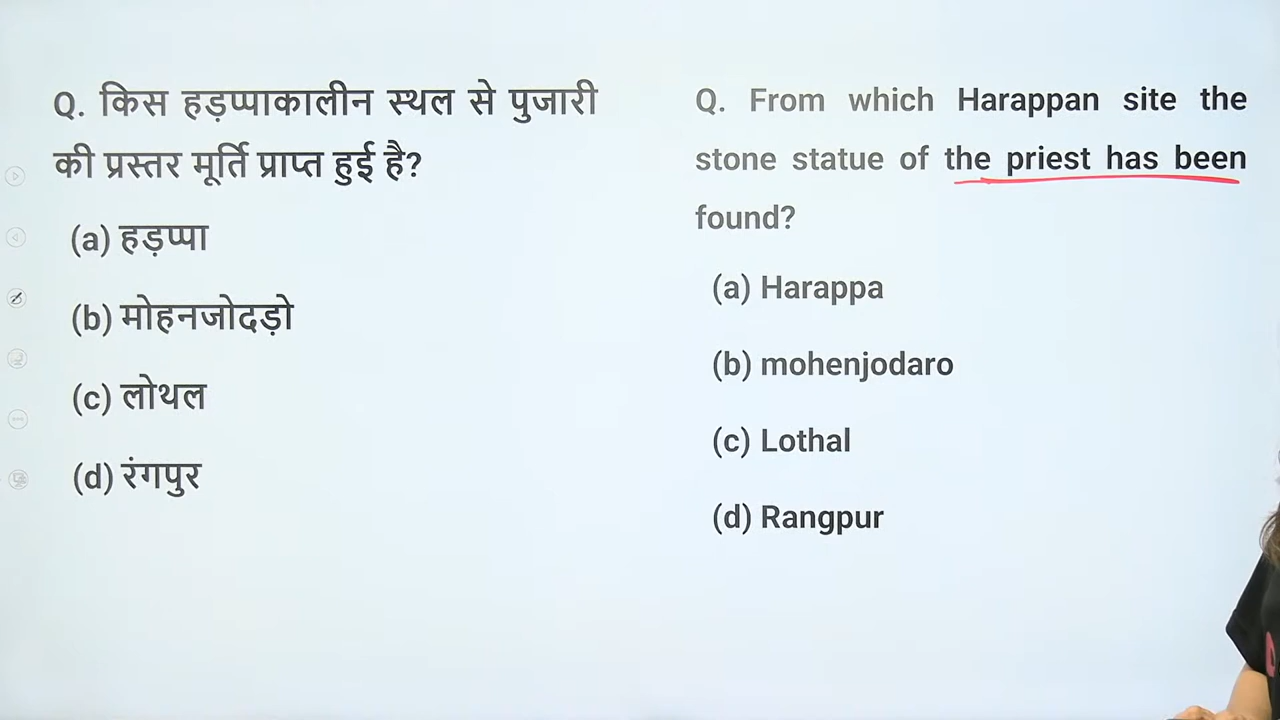 Q. किस हड़प्पाकालीन स्थल से पुजारी
की प्रस्तर मूर्ति प्राप्त हुई है?
(a) हड़प्पा
(b) मोहनजोदड़ो
(c) लोथल
(d) रंगपुर
Q. From which Harappan site the
stone statue of the priest has been
found?
(a) Harappa
(b) mohenjodaro
(c) Lothal
(d) Rangpur